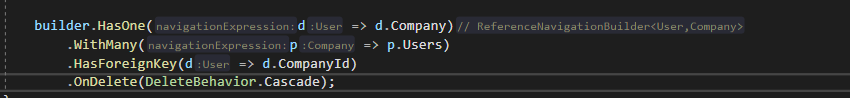 builder.HasOne(navigationExpression: d :User => d.Company) // ReferenceNavigationBuilder<User,Company>
.WithMany(navigationExpression: p :Company => p.Users)
.HasForeignKey(d :User => d.CompanyId)
.OnDelete(DeleteBehavior.Cascade);